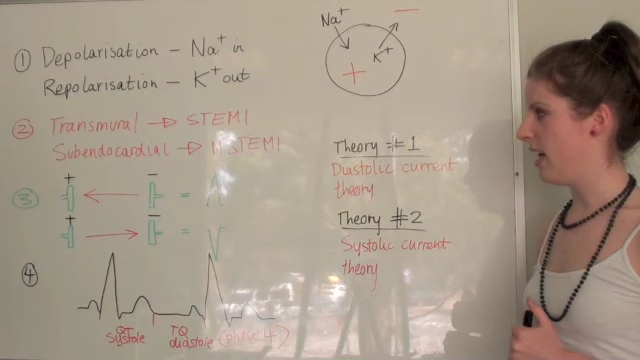 ① Depolarisation – Na⁺ in
Repolarisation – K⁺ out
Na⁺
K⁺
+
−
② Transmural → STEMI
Subendocardial → NSTEMI
Theory #1
Diastolic current
theory
Theory #2
Systolic current
theory
③
+ − =
+ − =
④
QT
systole
TQ
diastole (phase 4)